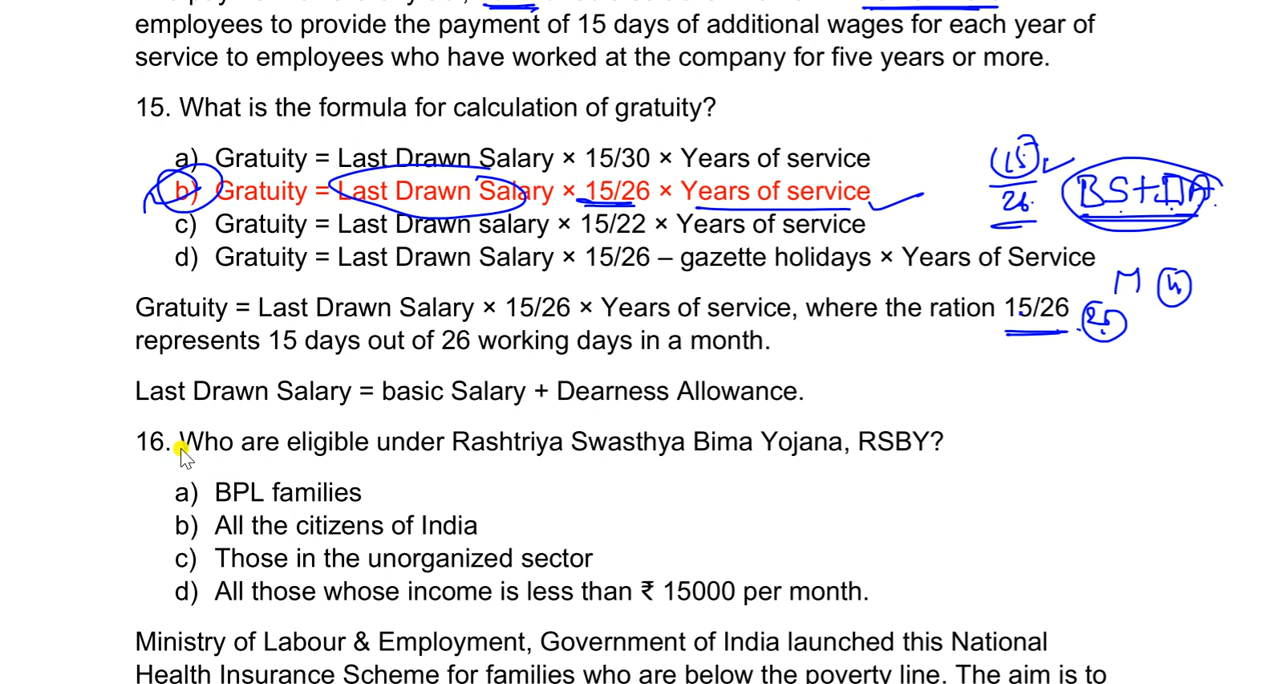 employees to provide the payment of 15 days of additional wages for each year of
service to employees who have worked at the company for five years or more.
15. What is the formula for calculation of gratuity?
a) Gratuity = Last Drawn Salary × 15/30 × Years of service
b) Gratuity = Last Drawn Salary × 15/26 × Years of service
15
26
BS+DA
c) Gratuity = Last Drawn salary × 15/22 × Years of service
d) Gratuity = Last Drawn Salary × 15/26 – gazette holidays × Years of Service
M
Gratuity = Last Drawn Salary × 15/26 × Years of service, where the ration 15/26
represents 15 days out of 26 working days in a month.
Last Drawn Salary = basic Salary + Dearness Allowance.
16. Who are eligible under Rashtriya Swasthya Bima Yojana, RSBY?
a) BPL families
b) All the citizens of India
c) Those in the unorganized sector
d) All those whose income is less than ₹ 15000 per month.
Ministry of Labour & Employment, Government of India launched this National
Health Insurance Scheme for families who are below the poverty line. The aim is to